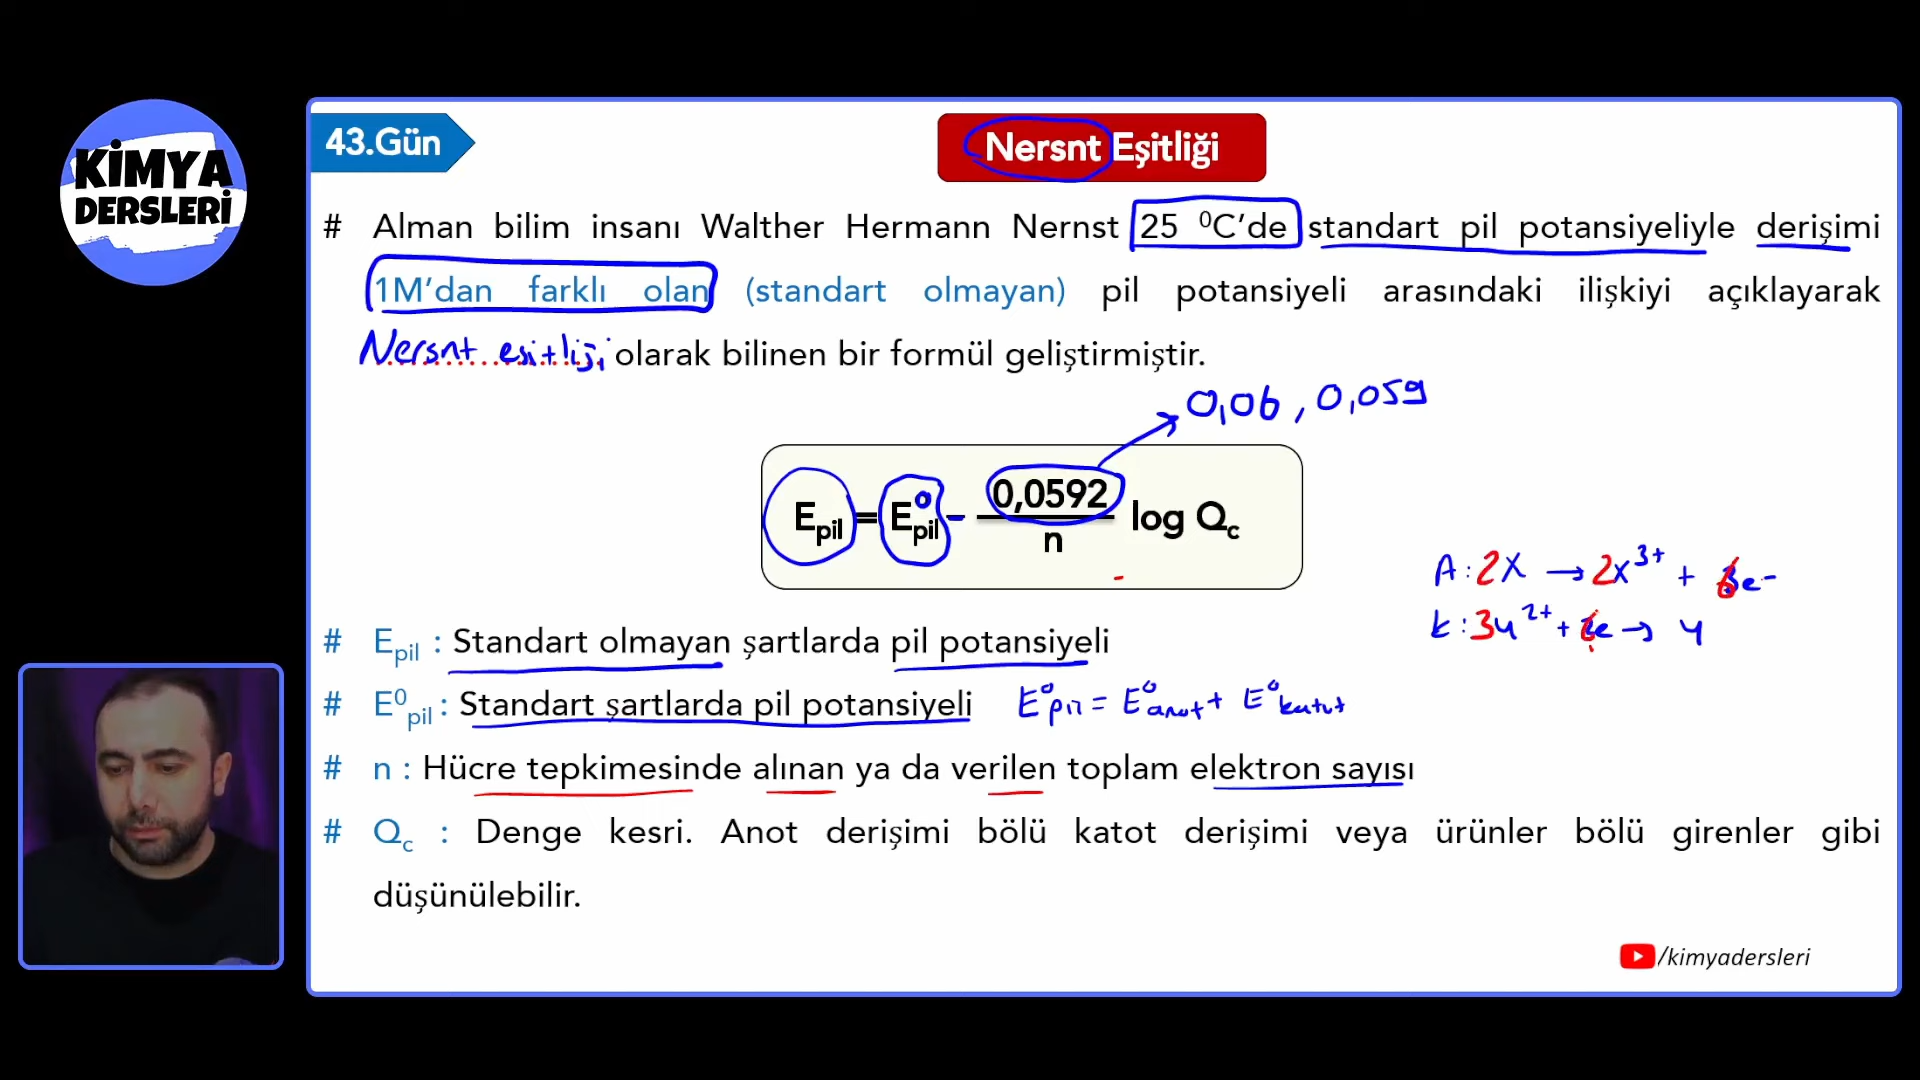 KİMYA
DERSLERİ
43.Gün
Nersnt Eşitliği
# Alman bilim insanı Walther Hermann Nernst 25 ⁰C’de standart pil potansiyeliyle derişimi
1M’dan farklı olan (standart olmayan) pil potansiyeli arasındaki ilişkiyi açıklayarak
Nersnt eşitliği olarak bilinen bir formül geliştirmiştir.
0,06 , 0,059
E_pil = E⁰_pil - 0,0592/n log Q_c
A: 2X → 2X³⁺ + 6e⁻
k: 3y²⁺ + 6e → y
# E_pil : Standart olmayan şartlarda pil potansiyeli
# E⁰_pil : Standart şartlarda pil potansiyeli E⁰pil = E⁰anot + E⁰katot
# n : Hücre tepkimesinde alınan ya da verilen toplam elektron sayısı
# Q_c : Denge kesri. Anot derişimi bölü katot derişimi veya ürünler bölü girenler gibi
düşünülebilir.
/kimyadersleri